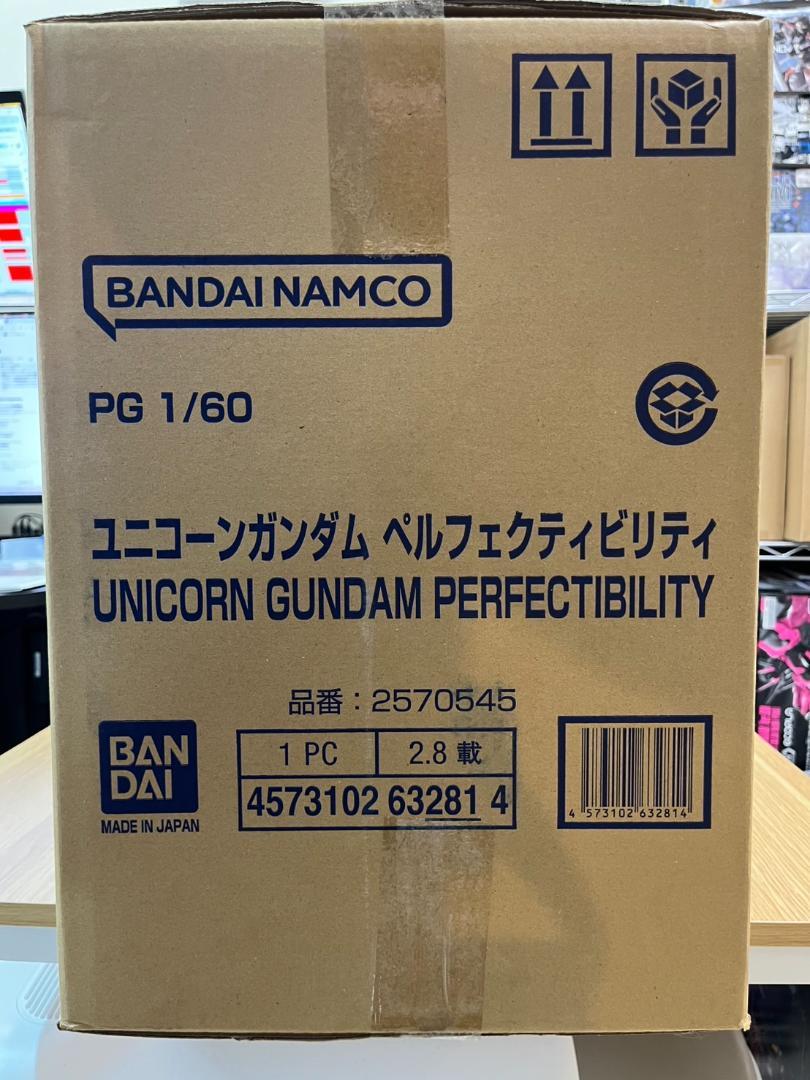 BANDAI NAMCO
PG 1/60
ユニコーンガンダム ペルフェクティビリティ
UNICORN GUNDAM PERFECTIBILITY
品番：2570545
BAN
DAI
MADE IN JAPAN
1 PC 2.8 載
4573102 63281 4
4 573102 632814